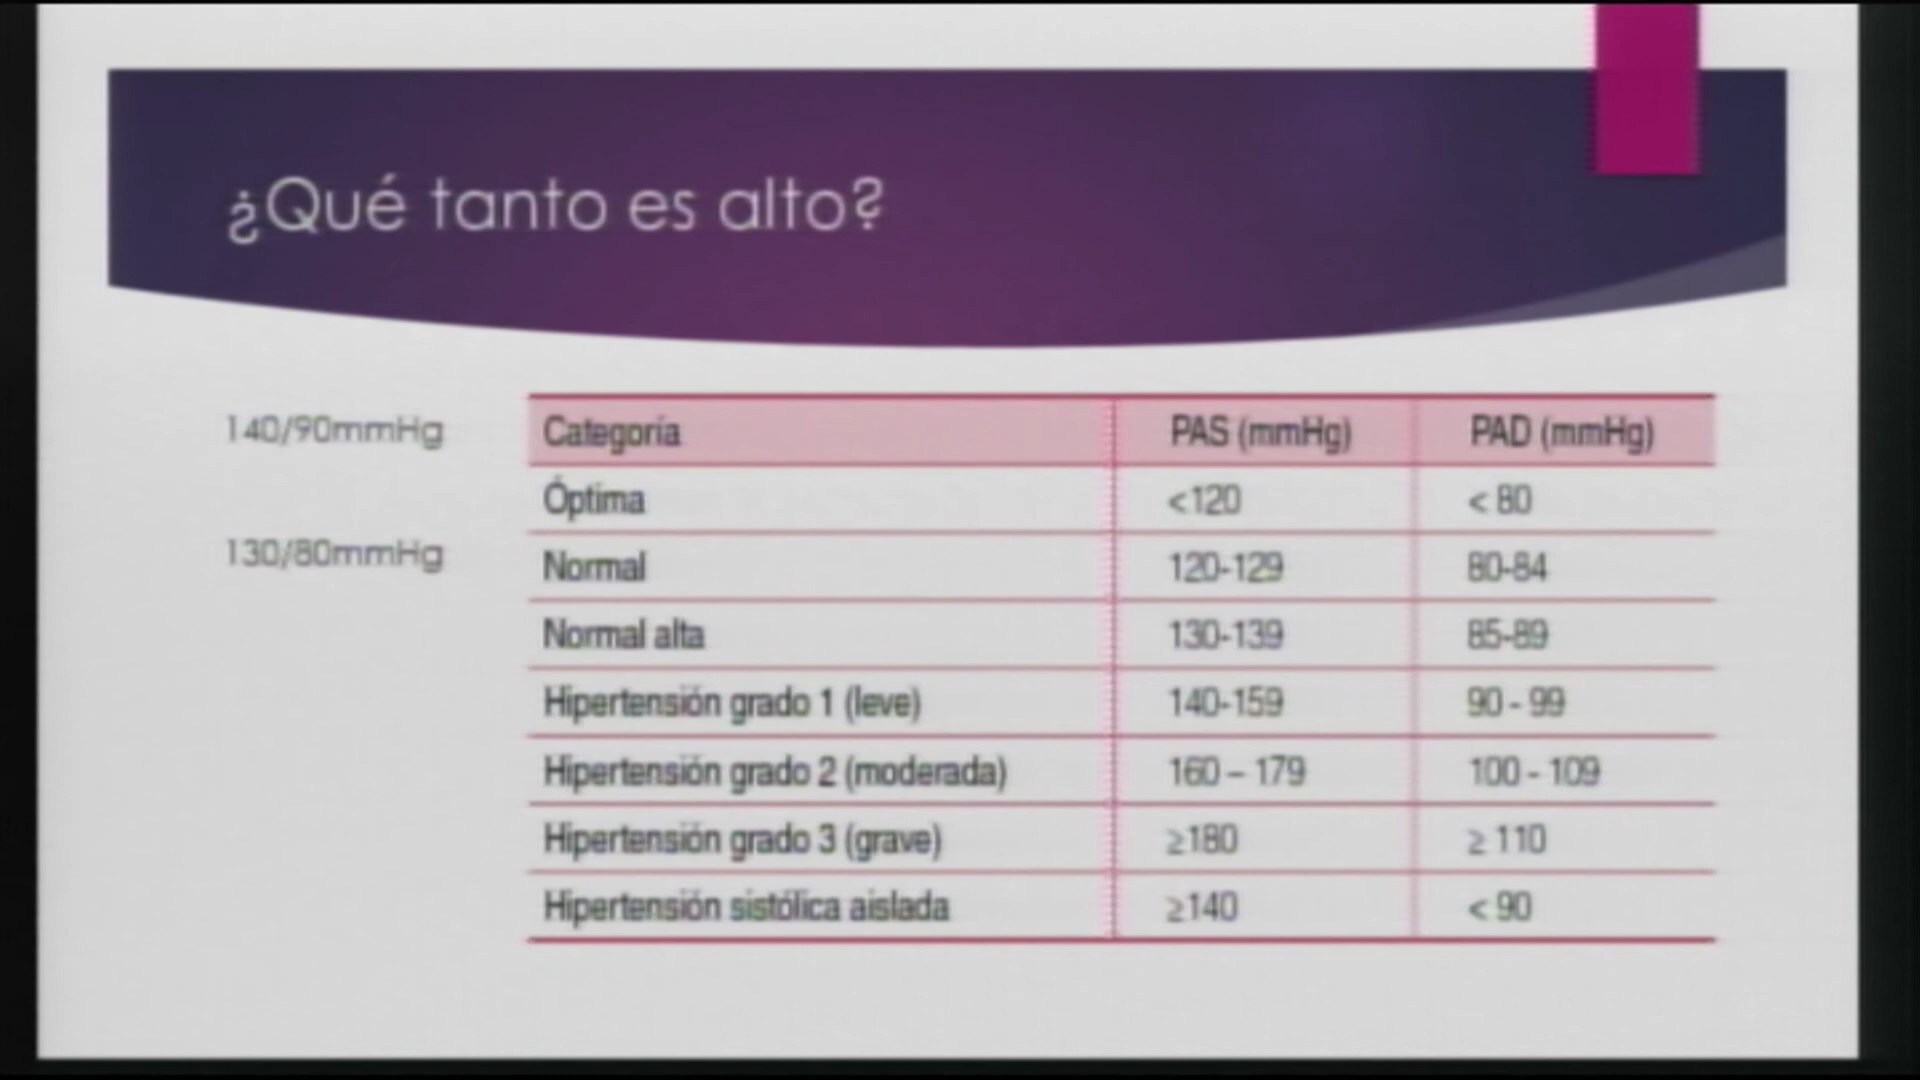 ¿Qué tanto es alto?
140/90mmHg
130/80mmHg
Categoría PAS (mmHg) PAD (mmHg)
Óptima <120 < 80
Normal 120-129 80-84
Normal alta 130-139 85-89
Hipertensión grado 1 (leve) 140-159 90 - 99
Hipertensión grado 2 (moderada) 160 – 179 100 - 109
Hipertensión grado 3 (grave) ≥180 ≥ 110
Hipertensión sistólica aislada ≥140 < 90